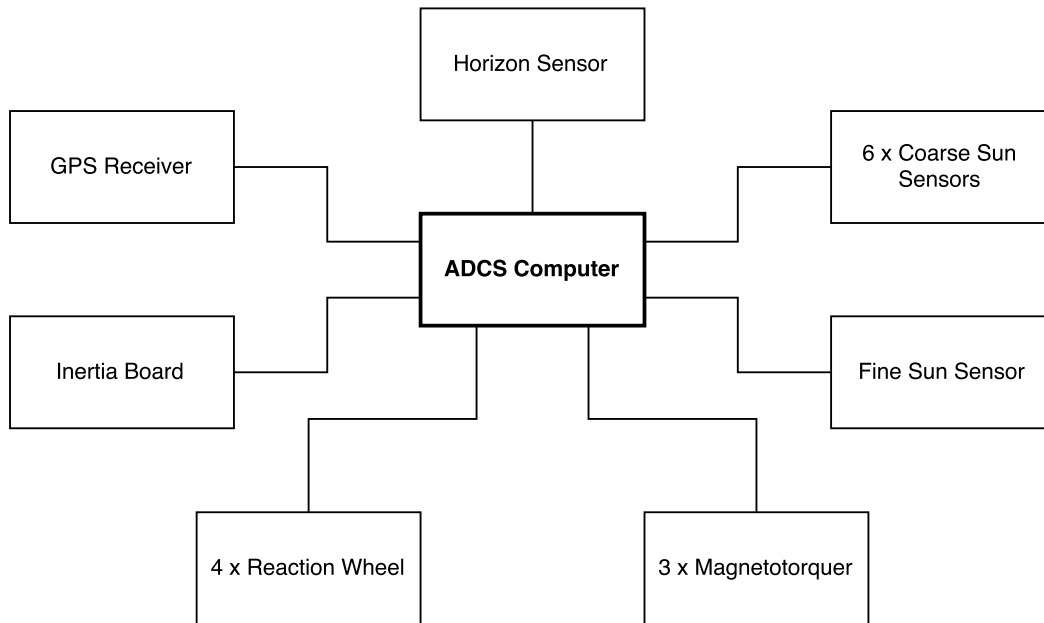 Horizon Sensor
GPS Receiver
6 x Coarse Sun
Sensors
ADCS Computer
Inertia Board
Fine Sun Sensor
4 x Reaction Wheel
3 x Magnetotorquer